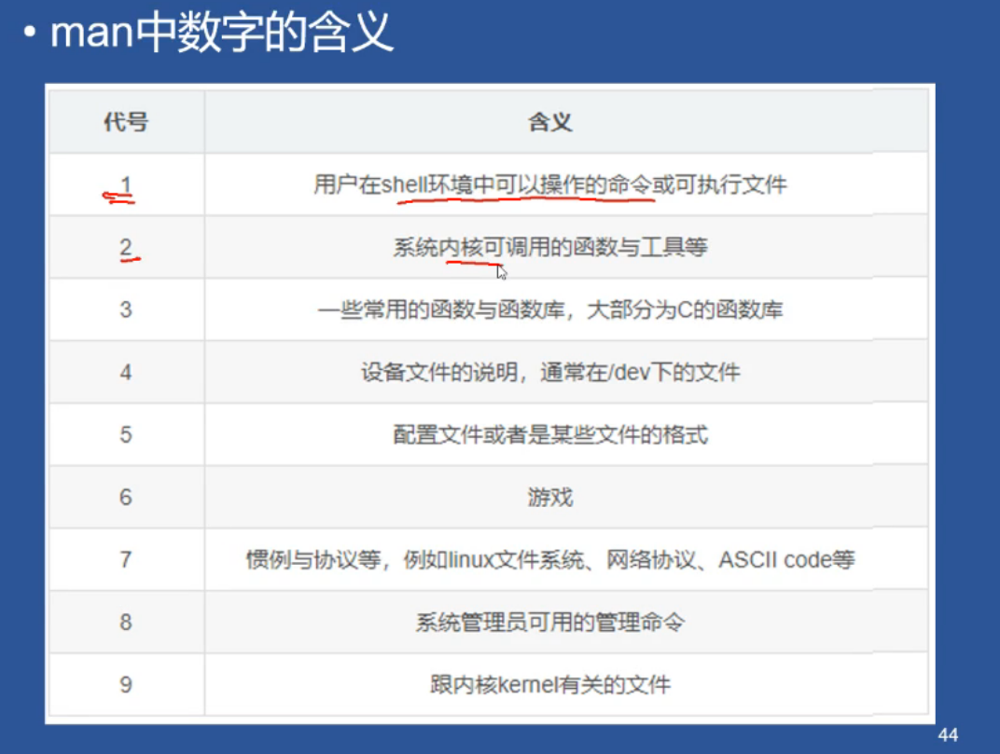 • man中数字的含义
代号 含义
1 用户在shell环境中可以操作的命令或可执行文件
2 系统内核可调用的函数与工具等
3 一些常用的函数与函数库，大部分为C的函数库
4 设备文件的说明，通常在/dev下的文件
5 配置文件或者是某些文件的格式
6 游戏
7 惯例与协议等，例如linux文件系统、网络协议、ASCII code等
8 系统管理员可用的管理命令
9 跟内核kernel有关的文件
44